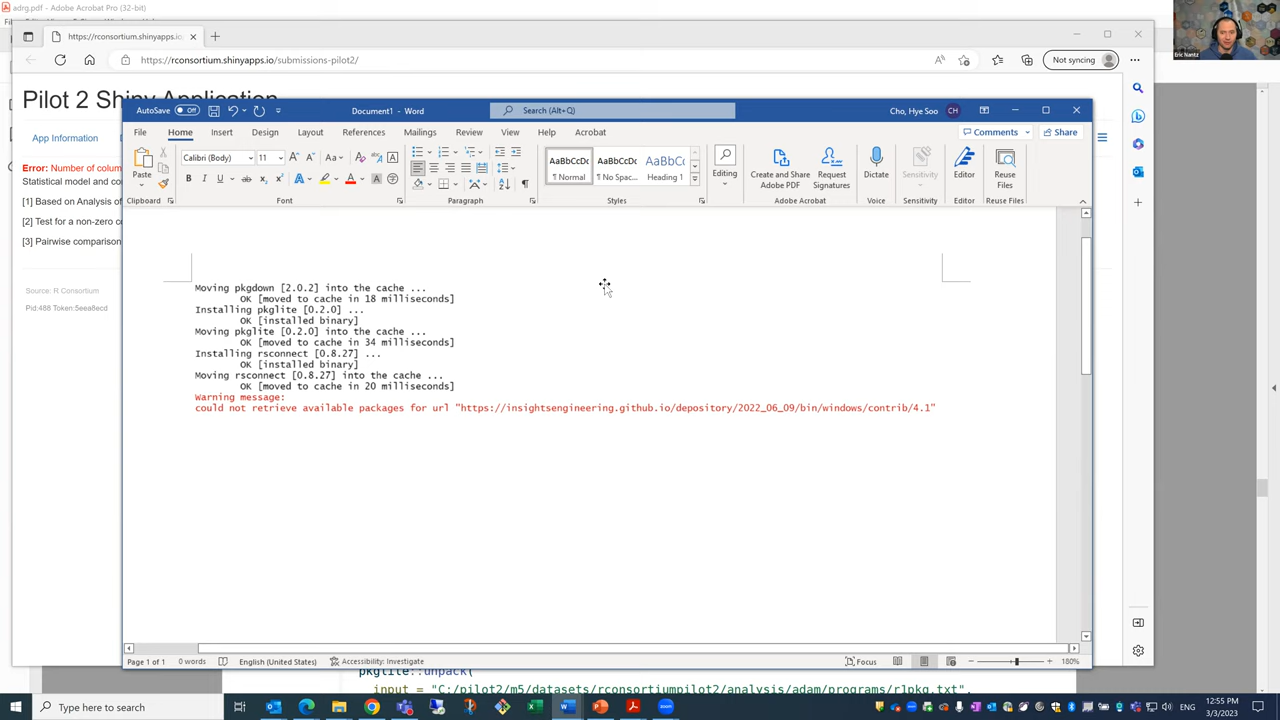 adrg.pdf - Adobe Acrobat Pro (32-bit)
https://rconsortium.shinyapps.io
https://rconsortium.shinyapps.io/submissions-pilot2/
Not syncing
Eric Nantz
Pilot 2 Shiny Application
App Information
Error: Number of colum
Statistical model and co
[1] Based on Analysis of
[2] Test for a non-zero co
[3] Pairwise comparison
Source: R Consortium
Pid:488 Token:5eea8ecd
AutoSave Off
Document1 - Word
Search (Alt+Q)
Cho, Hye Soo CH
File Home Insert Design Layout References Mailings Review View Help Acrobat
Comments Share
Paste
Calibri (Body) 11
AaBbCcDc AaBbCcDc AaBbCc
¶ Normal ¶ No Spac... Heading 1
Editing
Create and Share Adobe PDF
Request Signatures
Dictate
Sensitivity
Editor
Reuse Files
Clipboard Font Paragraph Styles Adobe Acrobat Voice Sensitivity Editor Reuse Files
Moving pkgdown [2.0.2] into the cache ...
OK [moved to cache in 18 milliseconds]
Installing pkglite [0.2.0] ...
OK [installed binary]
Moving pkglite [0.2.0] into the cache ...
OK [moved to cache in 34 milliseconds]
Installing rsconnect [0.8.27] ...
OK [installed binary]
Moving rsconnect [0.8.27] into the cache ...
OK [moved to cache in 20 milliseconds]
Warning message:
could not retrieve available packages for url "https://insightsengineering.github.io/depository/2022_06_09/bin/windows/contrib/4.1"
Page 1 of 1 0 words English (United States) Accessibility: Investigate
Focus 180%
pkglite::unpack(
input = "C:/pilot2/m5/datasets/rconsortiumpilot2/analysis/adam/programs/r1pkg.txt",
Type here to search
ENG
12:55 PM
3/3/2023